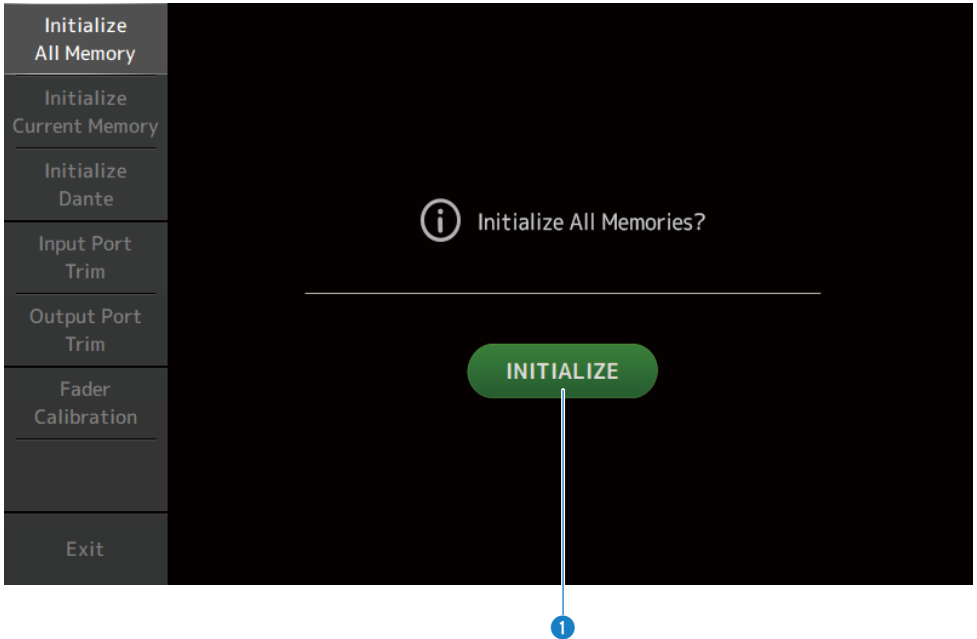 Initialize
All Memory
Initialize
Current Memory
Initialize
Dante
Input Port
Trim
Output Port
Trim
Fader
Calibration
Exit
Initialize All Memories?
INITIALIZE
1